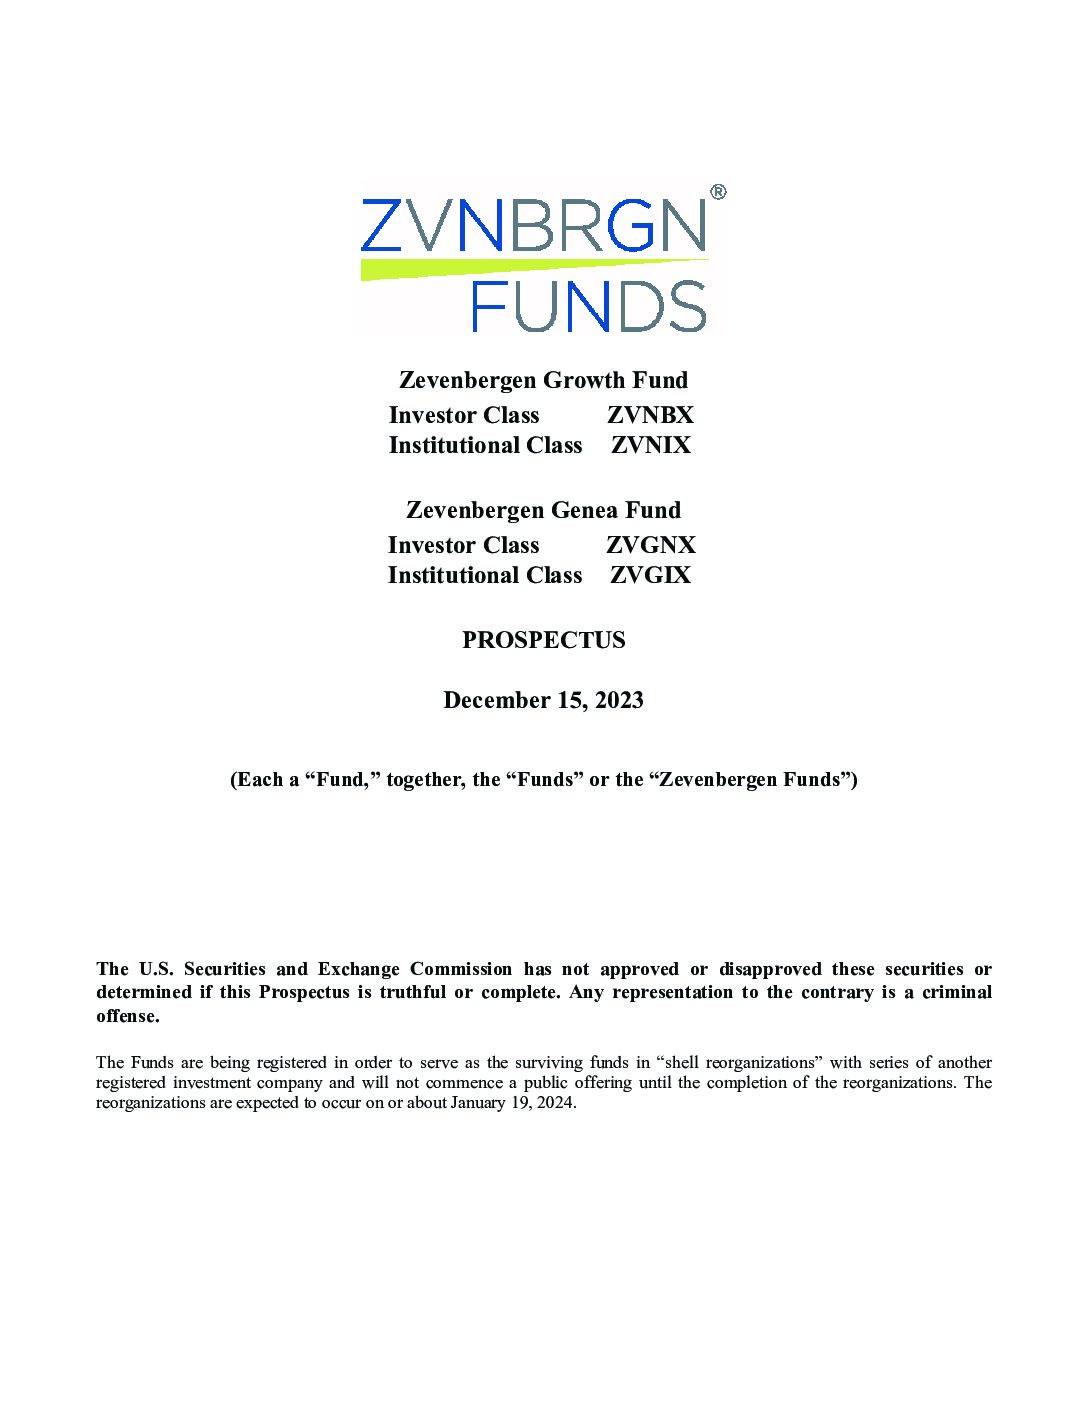 ZVNBRGN®
FUNDS
Zevenbergen Growth Fund
Investor Class ZVNBX
Institutional Class ZVNIX
Zevenbergen Genea Fund
Investor Class ZVGNX
Institutional Class ZVGIX
PROSPECTUS
December 15, 2023
(Each a “Fund,” together, the “Funds” or the “Zevenbergen Funds”)
The U.S. Securities and Exchange Commission has not approved or disapproved these securities or
determined if this Prospectus is truthful or complete. Any representation to the contrary is a criminal
offense.
The Funds are being registered in order to serve as the surviving funds in “shell reorganizations” with series of another
registered investment company and will not commence a public offering until the completion of the reorganizations. The
reorganizations are expected to occur on or about January 19, 2024.